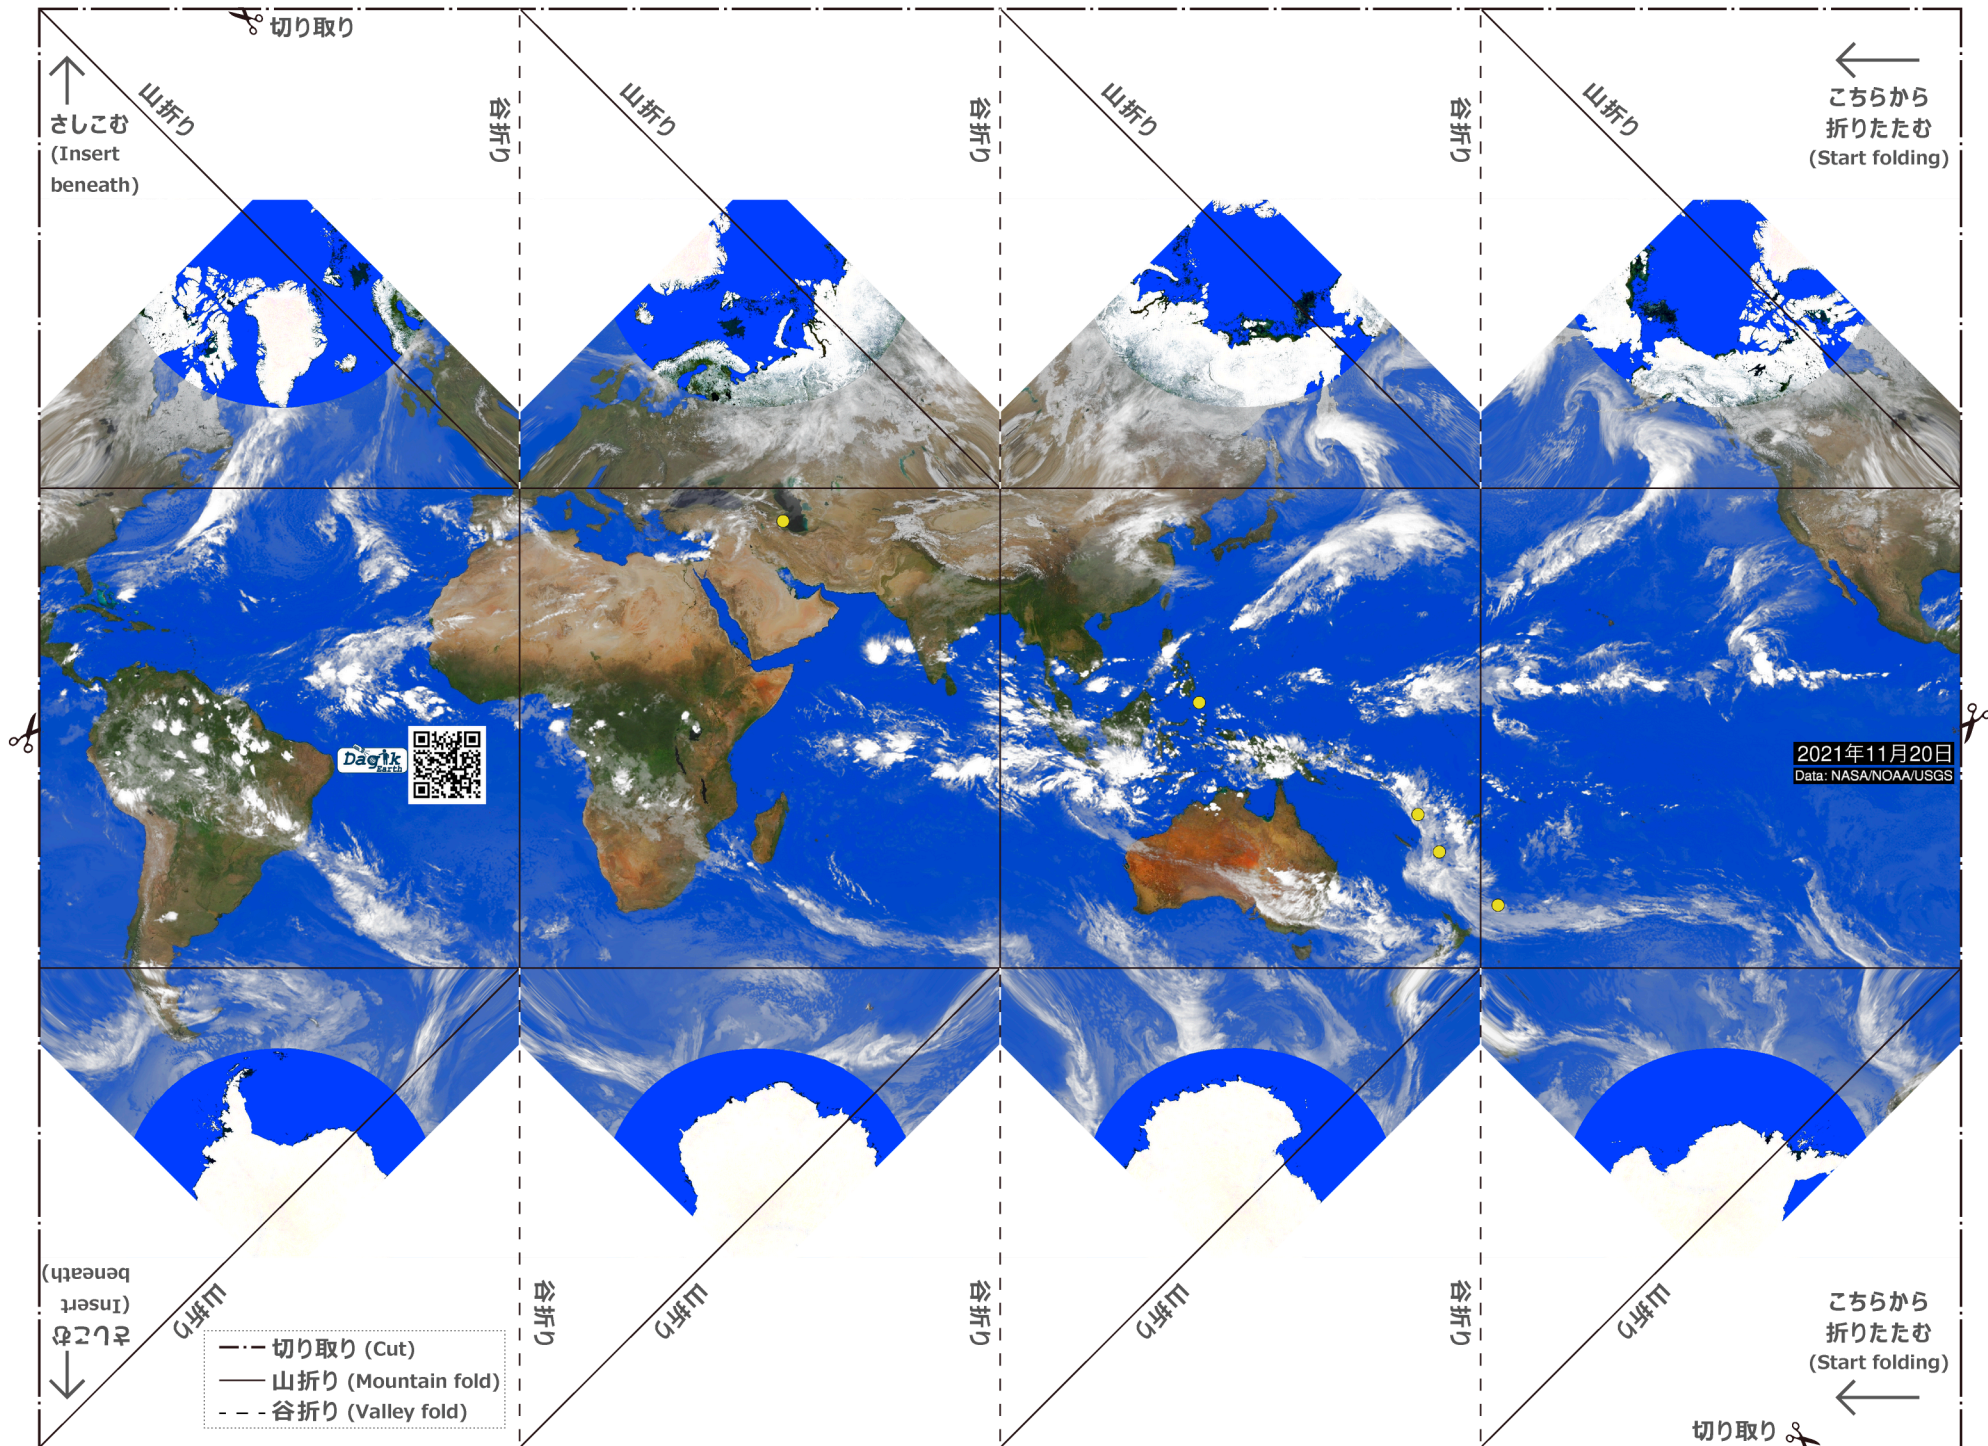 切り取り
さしこむ
(Insert
beneath)
山折り
谷折り
山折り
谷折り
山折り
谷折り
山折り
こちらから
折りたたむ
(Start folding)
Dagik
Earth
2021年11月20日
Data: NASA/NOAA/USGS
さしこむ
(Insert
beneath)
山折り
谷折り
山折り
谷折り
山折り
谷折り
山折り
こちらから
折りたたむ
(Start folding)
切り取り (Cut)
山折り (Mountain fold)
谷折り (Valley fold)
切り取り